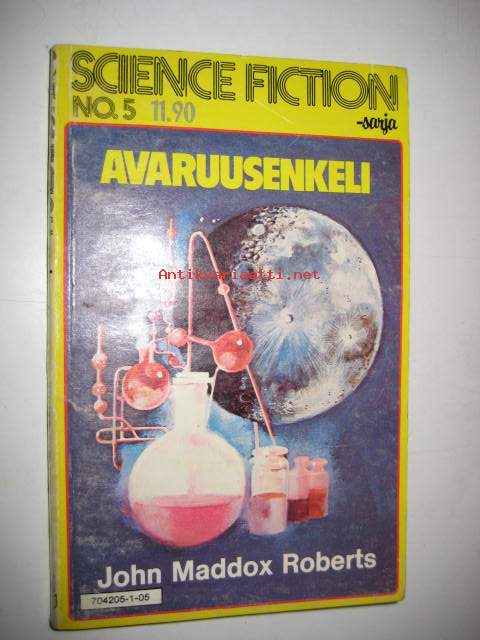 SCIENCE FICTION
NO.5 11.90
-sarja
AVARUUSENKELI
Antikvariaatti.net
John Maddox Roberts
704205-1-05